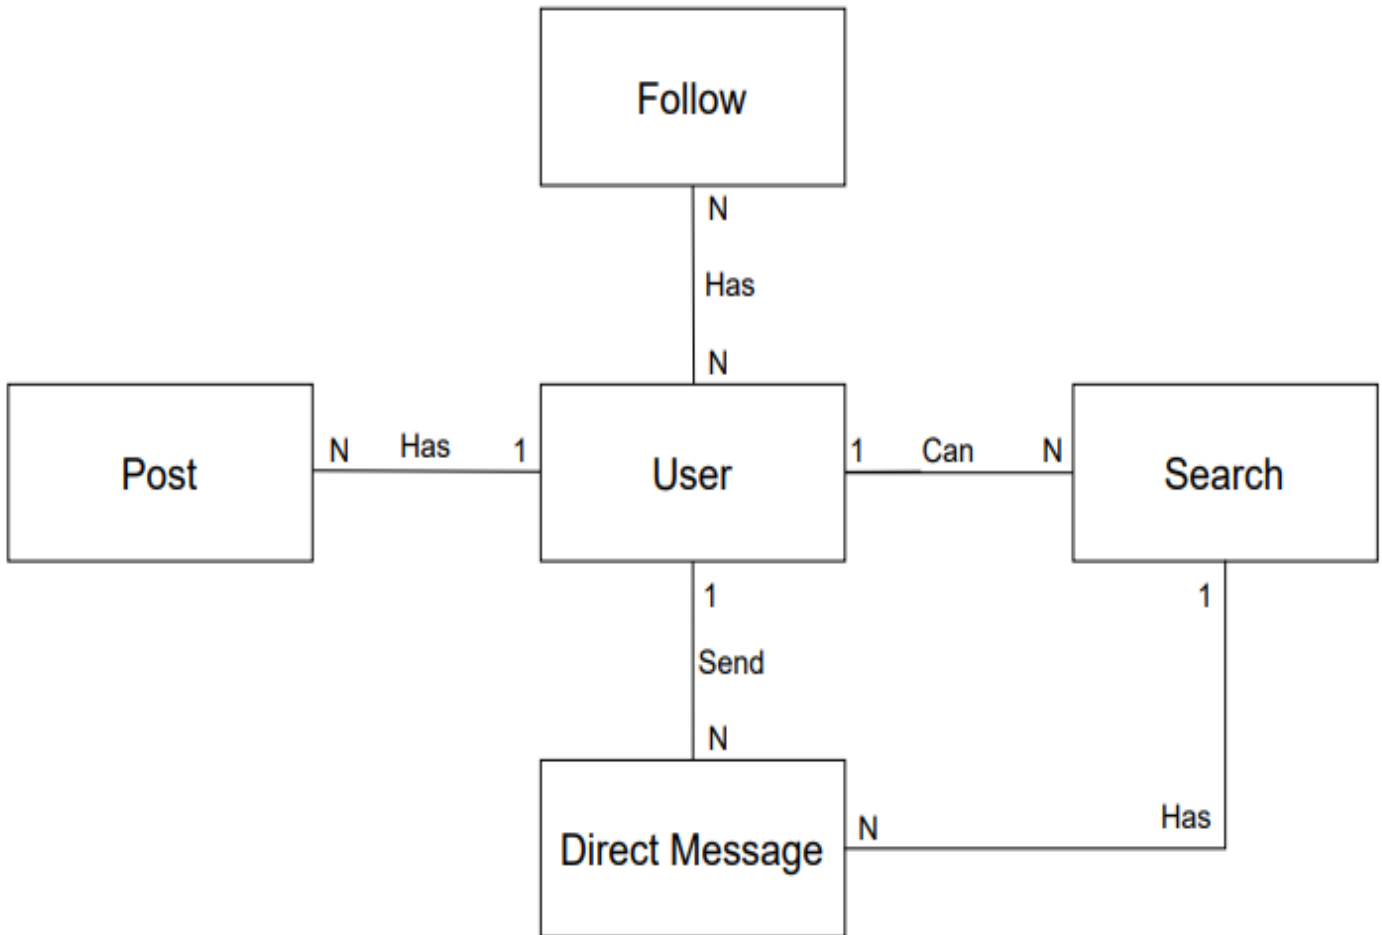 Follow
N
Has
N
Post
N
Has
1
User
1
Can
N
Search
1
Send
N
1
Has
Direct Message
N